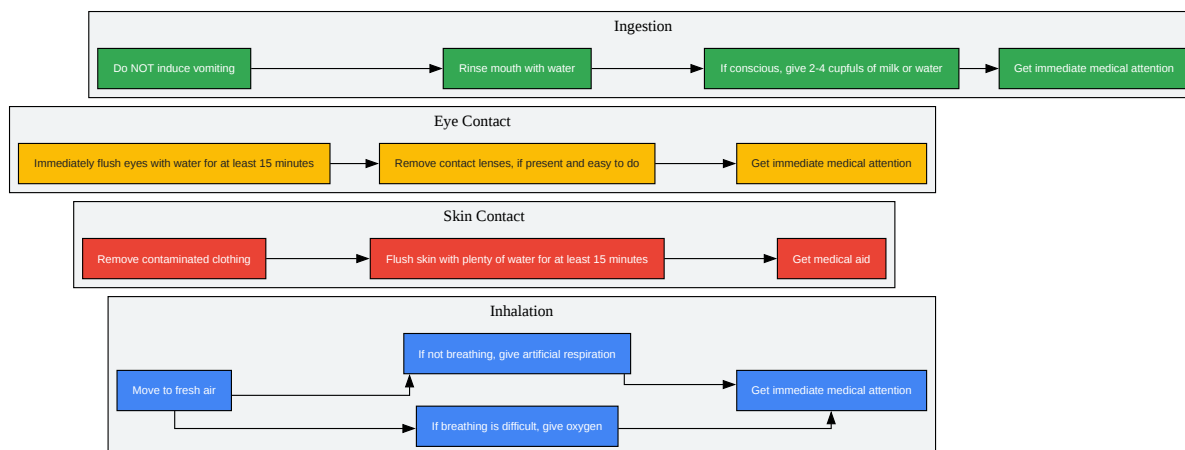 Ingestion
Do NOT induce vomiting
Rinse mouth with water
If conscious, give 2-4 cupfuls of milk or water
Get immediate medical attention
Eye Contact
Immediately flush eyes with water for at least 15 minutes
Remove contact lenses, if present and easy to do
Get immediate medical attention
Skin Contact
Remove contaminated clothing
Flush skin with plenty of water for at least 15 minutes
Get medical aid
Inhalation
Move to fresh air
If not breathing, give artificial respiration
If breathing is difficult, give oxygen
Get immediate medical attention